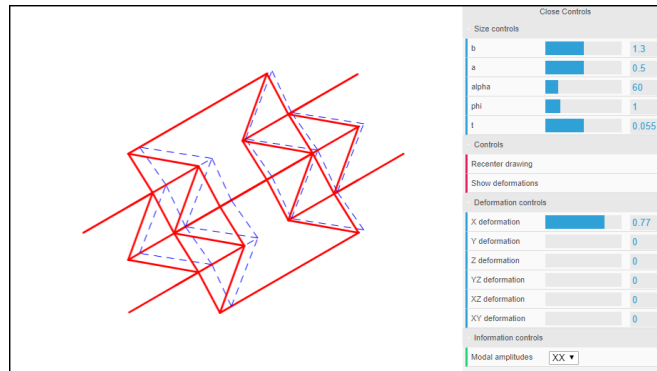 Close Controls
Size controls
b 1.3
a 0.5
alpha 60
phi 1
t 0.055
Controls
Recenter drawing
Show deformations
Deformation controls
X deformation 0.77
Y deformation 0
Z deformation 0
YZ deformation 0
XZ deformation 0
XY deformation 0
Information controls
Modal amplitudes XX ▼